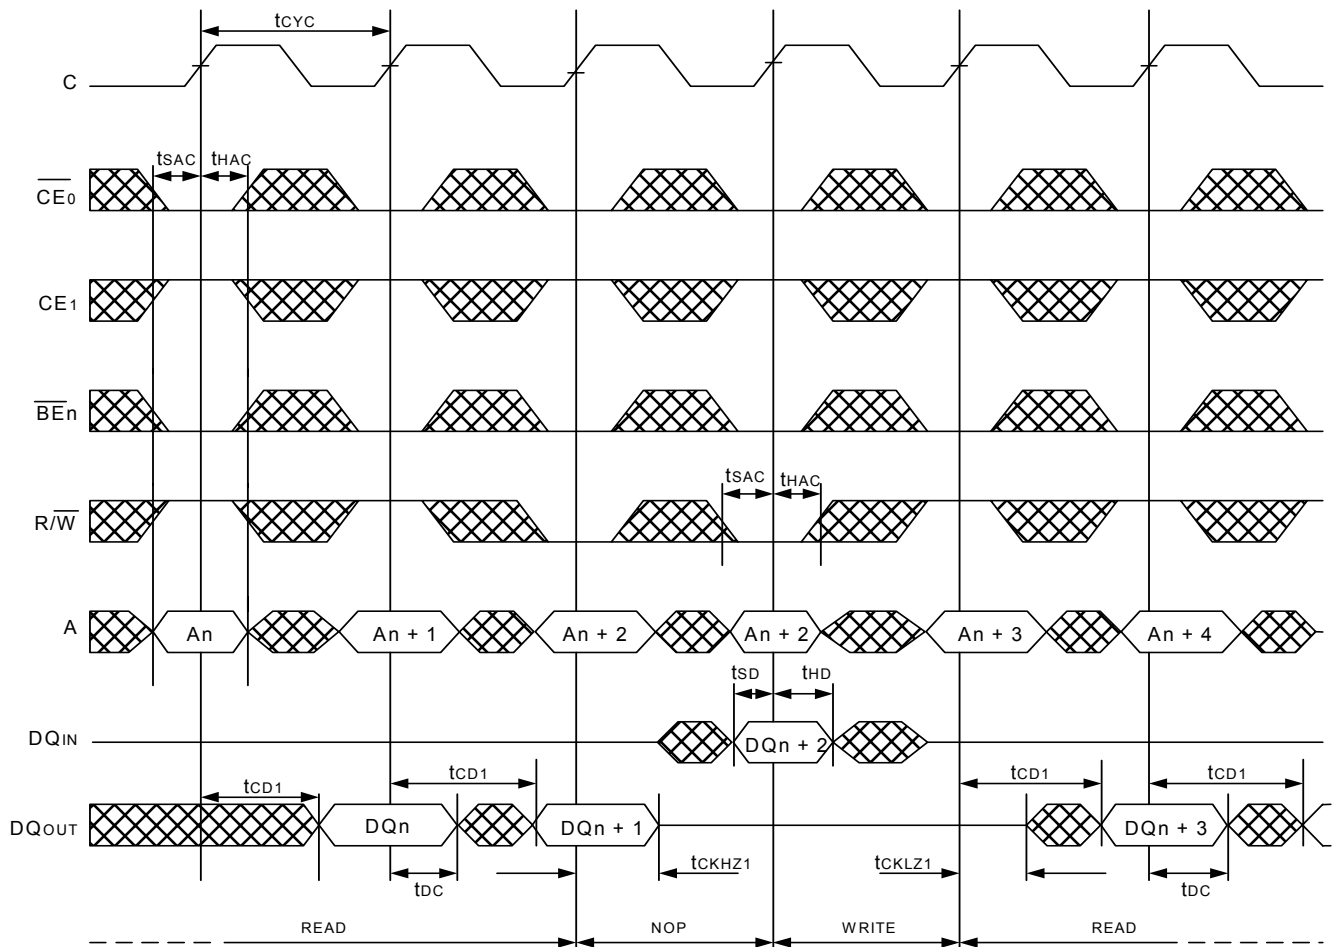 tCYC
C
tSAC tHAC
CE0
CE1
BEn
tSAC tHAC
R/W
A An An + 1 An + 2 An + 2 An + 3 An + 4
tSD tHD
DQIN DQn + 2
tCD1 tCD1 tCD1 tCD1
DQOUT DQn DQn + 1 DQn + 3
tDC tCKHZ1 tCKLZ1 tDC
READ NOP WRITE READ